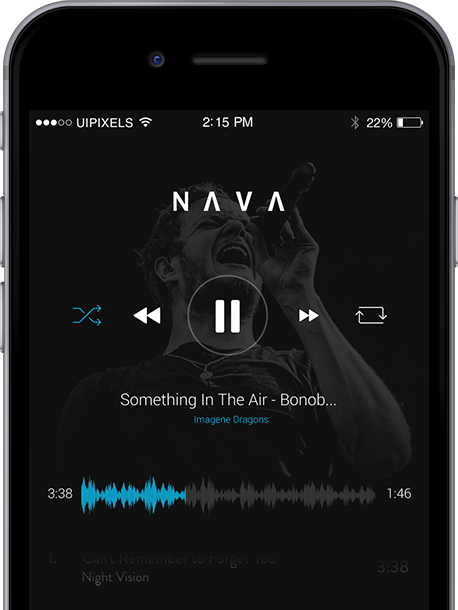 UIPIXELS 2:15 PM 22%
NAVA
Something In The Air - Bonob...
Imagene Dragons
3:38 1:46
1. Can't Remember to Forget You 3:38
Night Vision